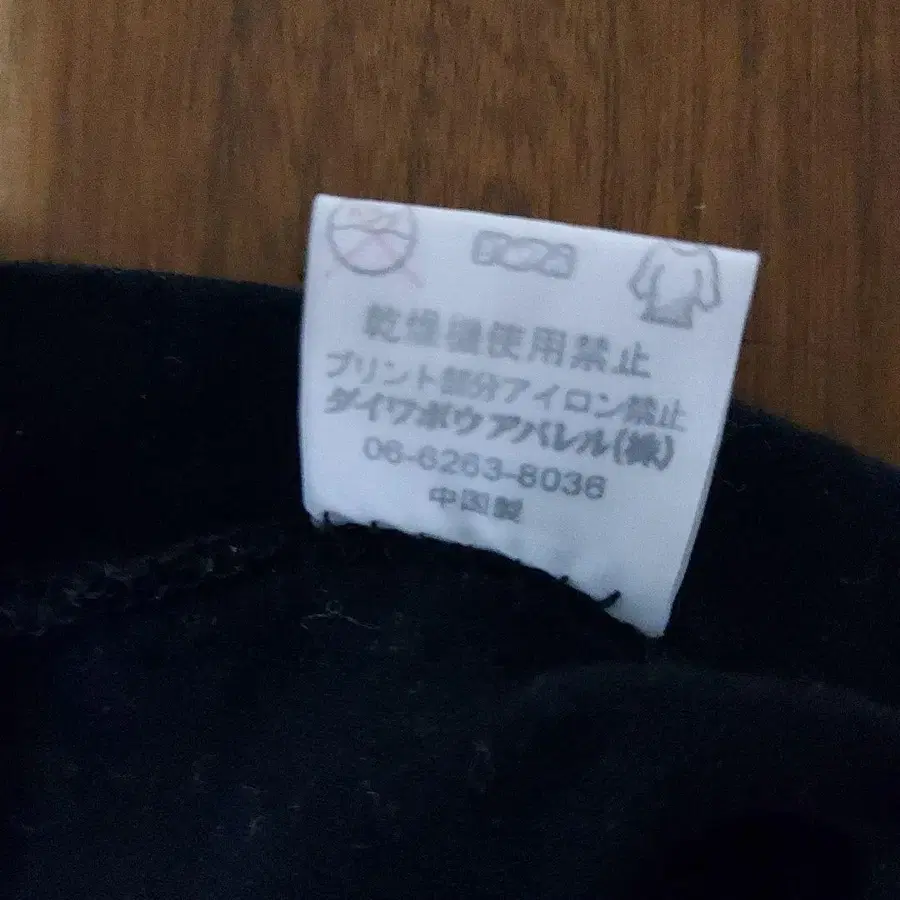 乾燥機使用禁止
プリント部分アイロン禁止
ダイワボウアパレル(株)
06-6263-8036
中国製